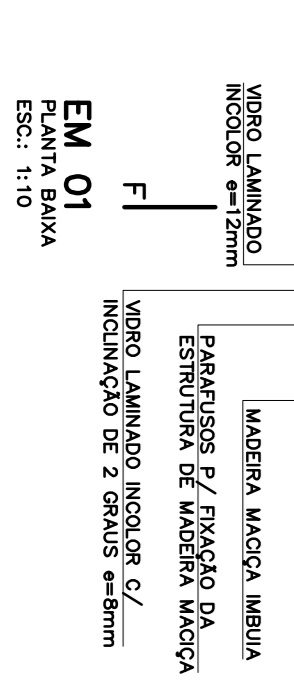 VIDRO LAMINADO
INCOLOR e=12mm
MADEIRA MACIÇA IMBUIA
PARAFUSOS P/ FIXAÇÃO DA
ESTRUTURA DE MADEIRA MACIÇA
F
VIDRO LAMINADO INCOLOR C/
INCLINAÇÃO DE 2 GRAUS e=8mm
EM 01
PLANTA BAIXA
ESC.: 1:10